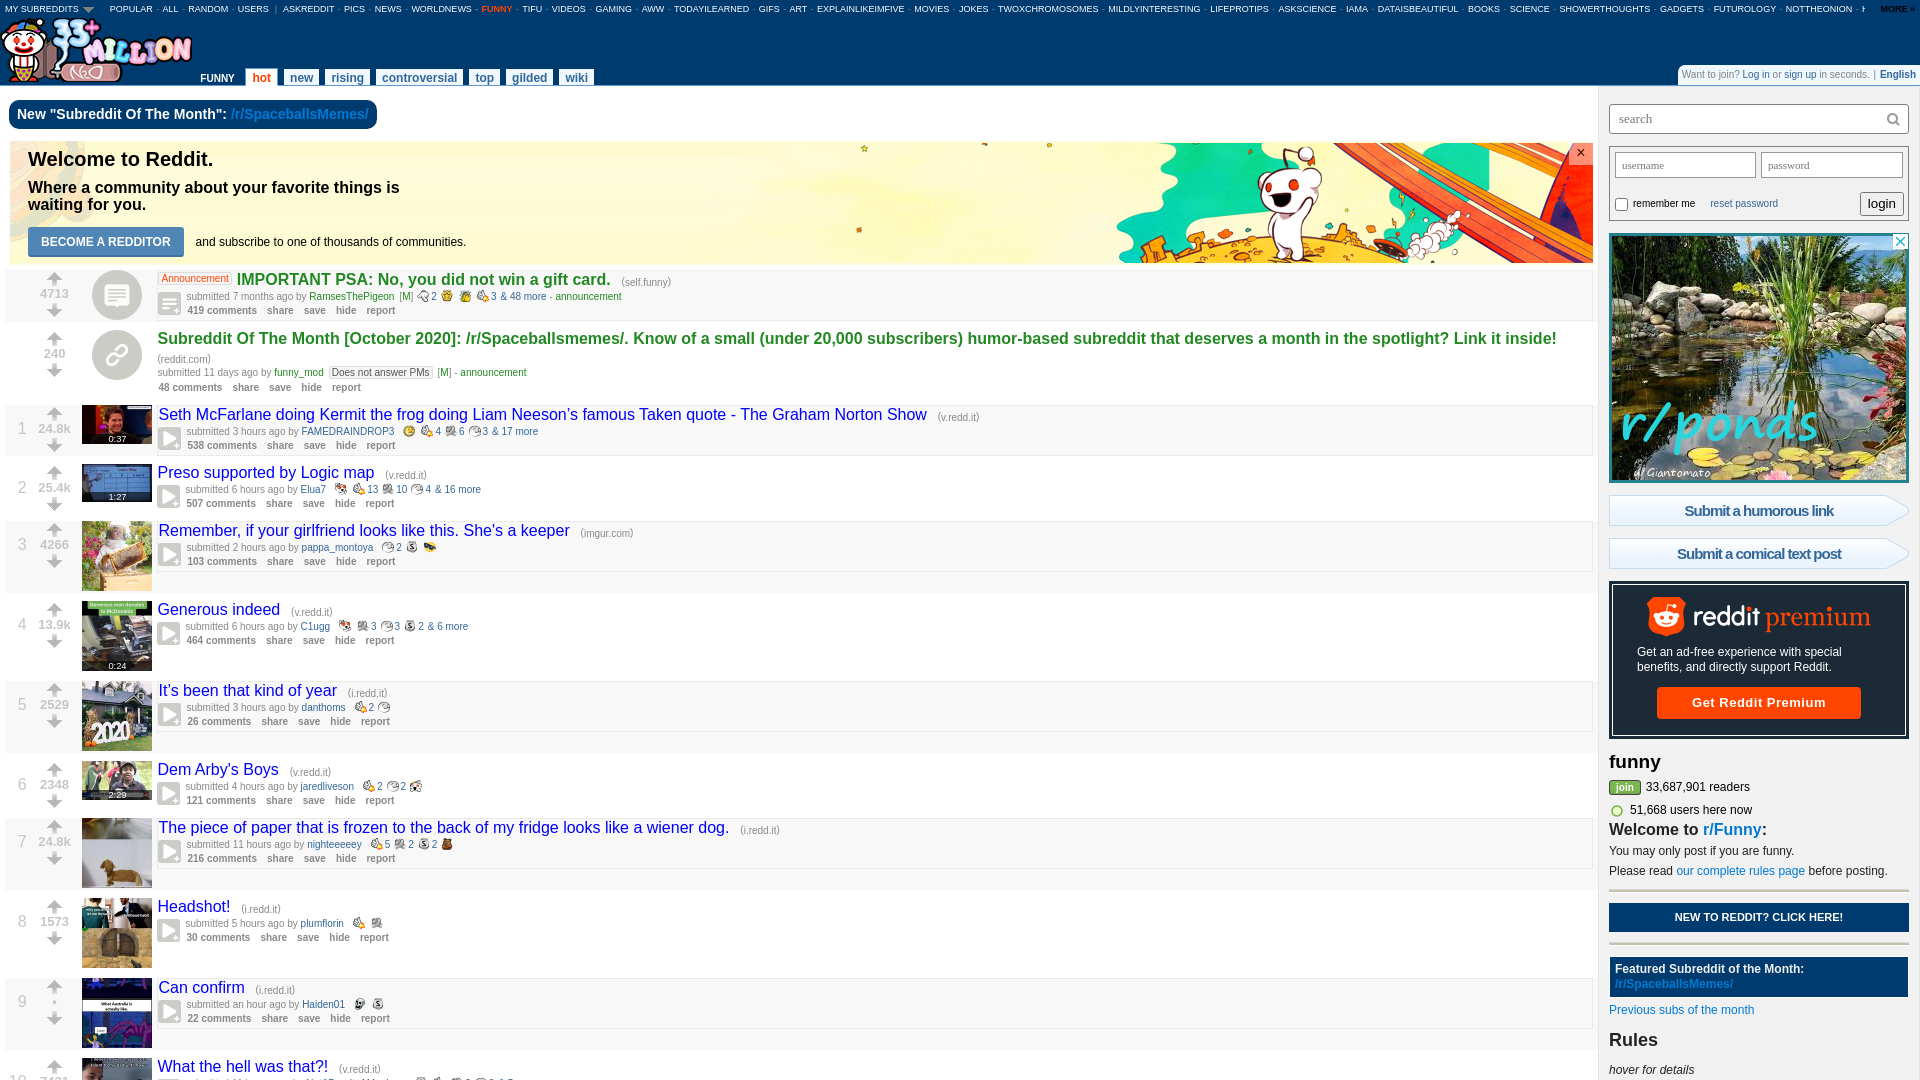 MY SUBREDDITS
POPULAR - ALL - RANDOM - USERS | ASKREDDIT - PICS - NEWS - WORLDNEWS - FUNNY - TIFU - VIDEOS - GAMING - AWW - TODAYILEARNED - GIFS - ART - EXPLAINLIKEIMFIVE - MOVIES - JOKES - TWOXCHROMOSOMES - MILDLYINTERESTING - LIFEPROTIPS - ASKSCIENCE - IAMA - DATAISBEAUTIFUL - BOOKS - SCIENCE - SHOWERTHOUGHTS - GADGETS - FUTUROLOGY - NOTTHEONION
MORE »
33+ MILLION
FUNNY hot new rising controversial top gilded wiki
Want to join? Log in or sign up in seconds. | English
New "Subreddit Of The Month": /r/SpaceballsMemes/
Welcome to Reddit.
Where a community about your favorite things is
waiting for you.
BECOME A REDDITOR and subscribe to one of thousands of communities.
×
4713
Announcement IMPORTANT PSA: No, you did not win a gift card. (self.funny)
submitted 7 months ago by RamsesThePigeon [M] 2 3 & 48 more - announcement
419 comments share save hide report
240
Subreddit Of The Month [October 2020]: /r/Spaceballsmemes/. Know of a small (under 20,000 subscribers) humor-based subreddit that deserves a month in the spotlight? Link it inside!
(reddit.com)
submitted 11 days ago by funny_mod Does not answer PMs [M] - announcement
48 comments share save hide report
1 24.8k 0:37
Seth McFarlane doing Kermit the frog doing Liam Neeson’s famous Taken quote - The Graham Norton Show (v.redd.it)
submitted 3 hours ago by FAMEDRAINDROP3 4 6 3 & 17 more
538 comments share save hide report
2 25.4k 1:27
Preso supported by Logic map (v.redd.it)
submitted 6 hours ago by Elua7 13 10 4 & 16 more
507 comments share save hide report
3 4266
Remember, if your girlfriend looks like this. She's a keeper (imgur.com)
submitted 2 hours ago by pappa_montoya 2
103 comments share save hide report
4 13.9k
Generous man donates
to McDonalds
0:24
Generous indeed (v.redd.it)
submitted 6 hours ago by C1ugg 3 3 2 & 6 more
464 comments share save hide report
5 2529
2020
It’s been that kind of year (i.redd.it)
submitted 3 hours ago by danthoms 2
26 comments share save hide report
6 2348 2:29
Dem Arby's Boys (v.redd.it)
submitted 4 hours ago by jaredliveson 2 2
121 comments share save hide report
7 24.8k
The piece of paper that is frozen to the back of my fridge looks like a wiener dog. (i.redd.it)
submitted 11 hours ago by nighteeeeey 5 2 2
216 comments share save hide report
8 1573
Headshot! (i.redd.it)
submitted 5 hours ago by plumflorin
30 comments share save hide report
9 •
What Australia is
actually like.
Can confirm (i.redd.it)
submitted an hour ago by Haiden01
22 comments share save hide report
What the hell was that?! (v.redd.it)
search
username password
remember me reset password login
r/ponds
u/Giantomato
Submit a humorous link
Submit a comical text post
reddit premium
Get an ad-free experience with special
benefits, and directly support Reddit.
Get Reddit Premium
funny
join 33,687,901 readers
51,668 users here now
Welcome to r/Funny:
You may only post if you are funny.
Please read our complete rules page before posting.
NEW TO REDDIT? CLICK HERE!
Featured Subreddit of the Month:
/r/SpaceballsMemes/
Previous subs of the month
Rules
hover for details